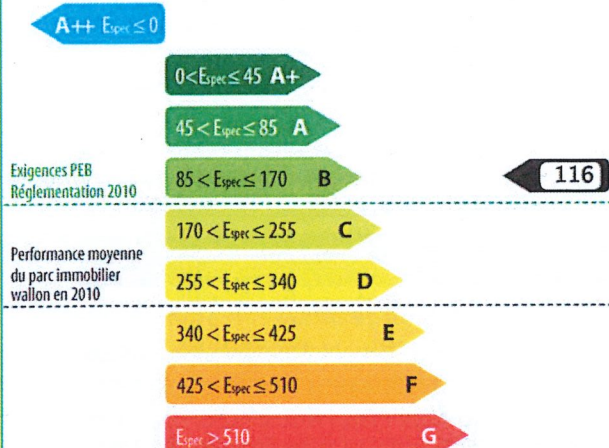 A++ Espec ≤ 0
0 < Espec ≤ 45 A+
45 < Espec ≤ 85 A
Exigences PEB
Réglementation 2010
85 < Espec ≤ 170 B
116
170 < Espec ≤ 255 C
Performance moyenne
du parc immobilier
wallon en 2010
255 < Espec ≤ 340 D
340 < Espec ≤ 425 E
425 < Espec ≤ 510 F
Espec > 510 G